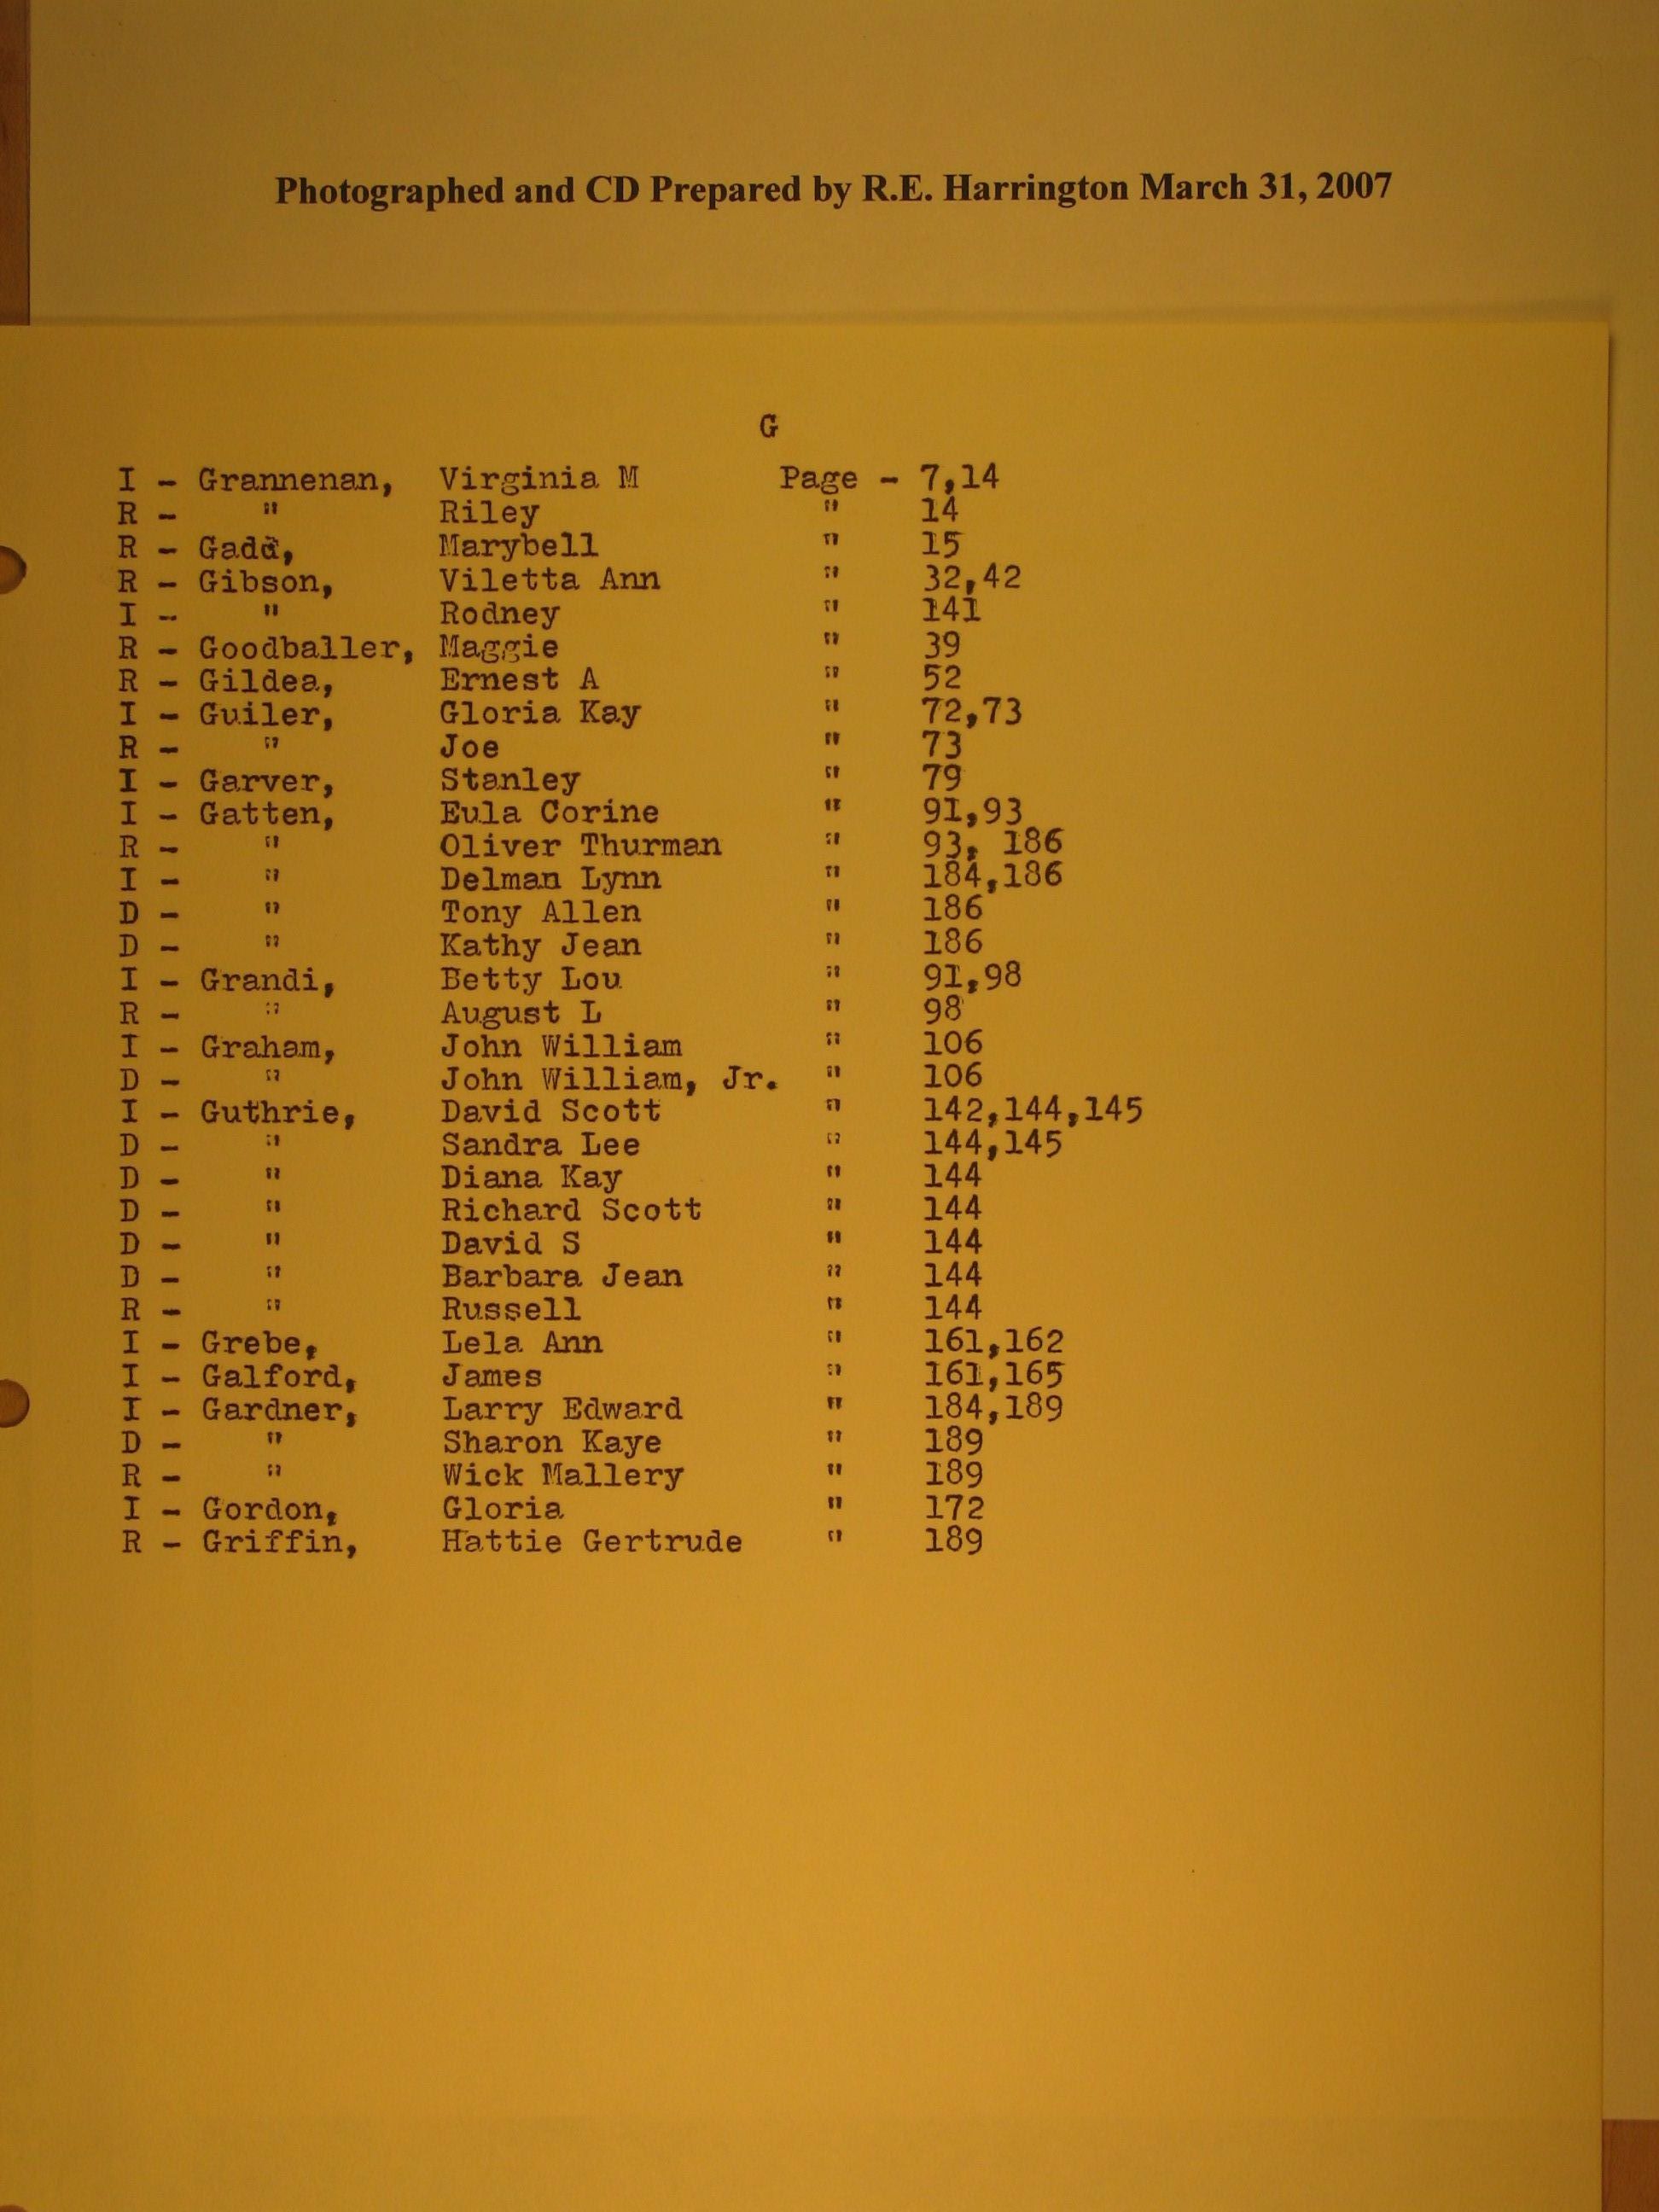 Photographed and CD Prepared by R.E. Harrington March 31, 2007
G
I - Grannenan, Virginia M Page - 7,14
R - " Riley " 14
R - Gadd, Marybell " 15
R - Gibson, Viletta Ann " 32,42
I - " Rodney " 141
R - Goodballer, Maggie " 39
R - Gildea, Ernest A " 52
I - Guiler, Gloria Kay " 72,73
R - " Joe " 73
I - Garver, Stanley " 79
I - Gatten, Eula Corine " 91,93
R - " Oliver Thurman " 93, 186
I - " Delman Lynn " 184,186
D - " Tony Allen " 186
D - " Kathy Jean " 186
I - Grandi, Betty Lou " 91,98
R - " August L " 98
I - Graham, John William " 106
D - " John William, Jr. " 106
I - Guthrie, David Scott " 142,144,145
D - " Sandra Lee " 144,145
D - " Diana Kay " 144
D - " Richard Scott " 144
D - " David S " 144
D - " Barbara Jean " 144
R - " Russell " 144
I - Grebe, Lela Ann " 161,162
I - Galford, James " 161,165
I - Gardner, Larry Edward " 184,189
D - " Sharon Kaye " 189
R - " Wick Mallery " 189
I - Gordon, Gloria " 172
R - Griffin, Hattie Gertrude " 189